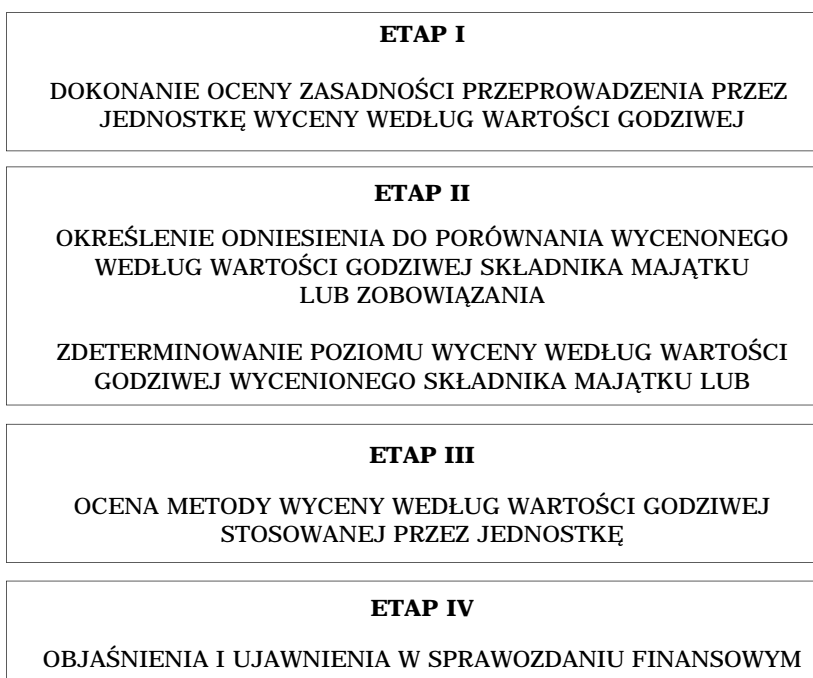 ETAP I
DOKONANIE OCENY ZASADNOŚCI PRZEPROWADZENIA PRZEZ
JEDNOSTKĘ WYCENY WEDŁUG WARTOŚCI GODZIWEJ
ETAP II
OKREŚLENIE ODNIESIENIA DO PORÓWNANIA WYCENONEGO
WEDŁUG WARTOŚCI GODZIWEJ SKŁADNIKA MAJĄTKU
LUB ZOBOWIĄZANIA
ZDETERMINOWANIE POZIOMU WYCENY WEDŁUG WARTOŚCI
GODZIWEJ WYCENIONEGO SKŁADNIKA MAJĄTKU LUB
ETAP III
OCENA METODY WYCENY WEDŁUG WARTOŚCI GODZIWEJ
STOSOWANEJ PRZEZ JEDNOSTKĘ
ETAP IV
OBJAŚNIENIA I UJAWNIENIA W SPRAWOZDANIU FINANSOWYM